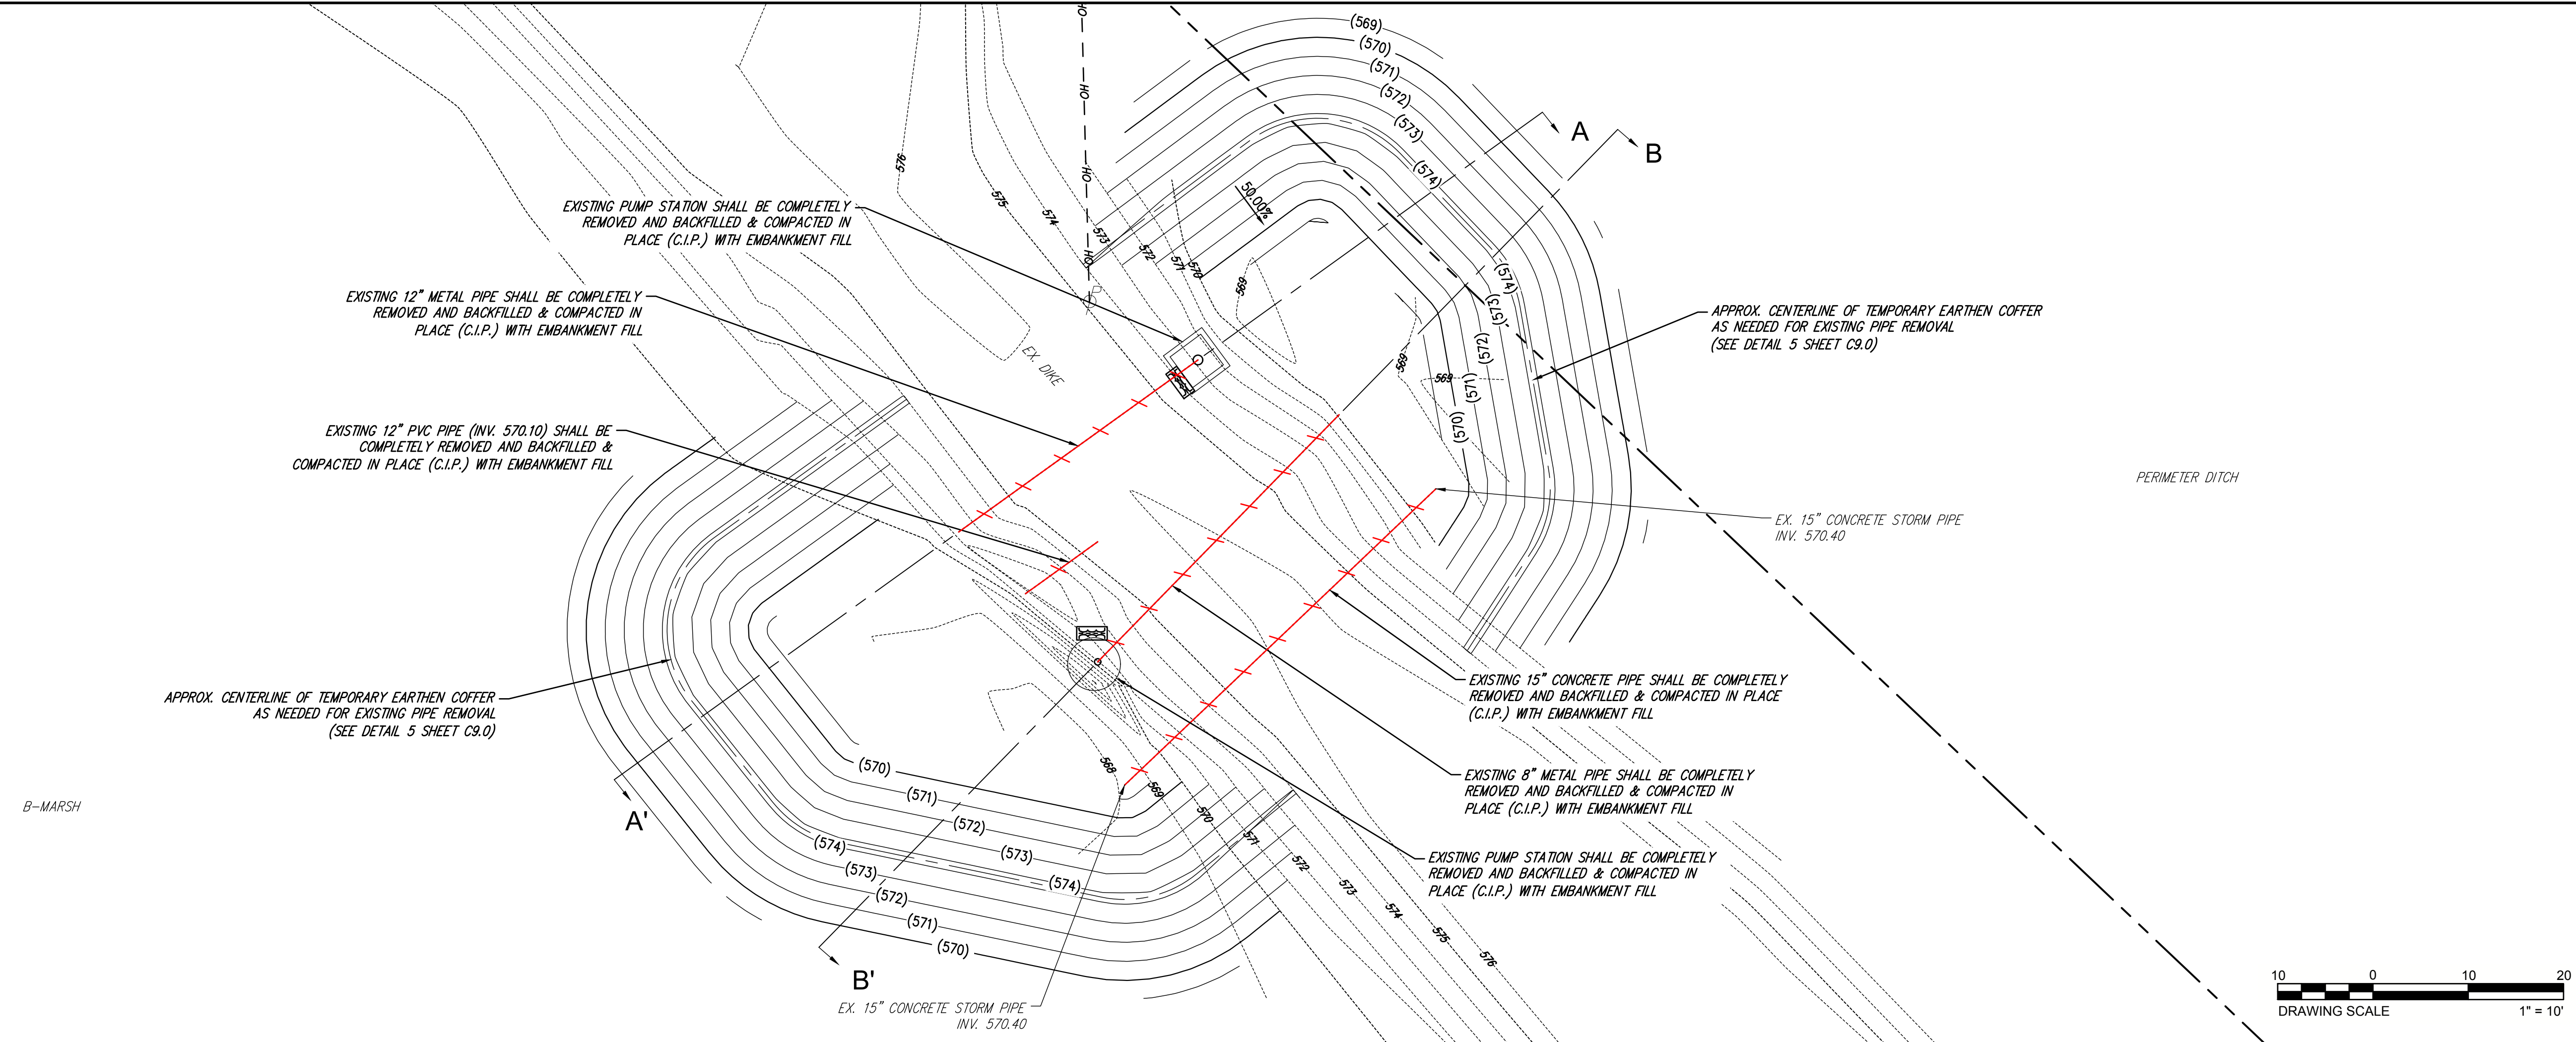 (569)
(570)
(571)
(572)
(573)
(574)
A
B
HO
HO
HO
HO
HO
576
575
574
573
572
571
570
50.00%
569
569
569
EXISTING PUMP STATION SHALL BE COMPLETELY
REMOVED AND BACKFILLED & COMPACTED IN
PLACE (C.I.P.) WITH EMBANKMENT FILL
EXISTING 12" METAL PIPE SHALL BE COMPLETELY
REMOVED AND BACKFILLED & COMPACTED IN
PLACE (C.I.P.) WITH EMBANKMENT FILL
EX. DIKE
(574)
(573)
(572)
(571)
(570)
APPROX. CENTERLINE OF TEMPORARY EARTHEN COFFER
AS NEEDED FOR EXISTING PIPE REMOVAL
(SEE DETAIL 5 SHEET C9.0)
EXISTING 12" PVC PIPE (INV. 570.10) SHALL BE
COMPLETELY REMOVED AND BACKFILLED &
COMPACTED IN PLACE (C.I.P.) WITH EMBANKMENT FILL
PERIMETER DITCH
EX. 15" CONCRETE STORM PIPE
INV. 570.40
APPROX. CENTERLINE OF TEMPORARY EARTHEN COFFER
AS NEEDED FOR EXISTING PIPE REMOVAL
(SEE DETAIL 5 SHEET C9.0)
EXISTING 15" CONCRETE PIPE SHALL BE COMPLETELY
REMOVED AND BACKFILLED & COMPACTED IN PLACE
(C.I.P.) WITH EMBANKMENT FILL
EXISTING 8" METAL PIPE SHALL BE COMPLETELY
REMOVED AND BACKFILLED & COMPACTED IN
PLACE (C.I.P.) WITH EMBANKMENT FILL
EXISTING PUMP STATION SHALL BE COMPLETELY
REMOVED AND BACKFILLED & COMPACTED IN
PLACE (C.I.P.) WITH EMBANKMENT FILL
B-MARSH
A'
(570)
(571)
(572)
(573)
(574)
(574)
(573)
(572)
(571)
(570)
568
569
570
571
572
573
574
575
576
B'
EX. 15" CONCRETE STORM PIPE
INV. 570.40
10 0 10 20
DRAWING SCALE 1" = 10'